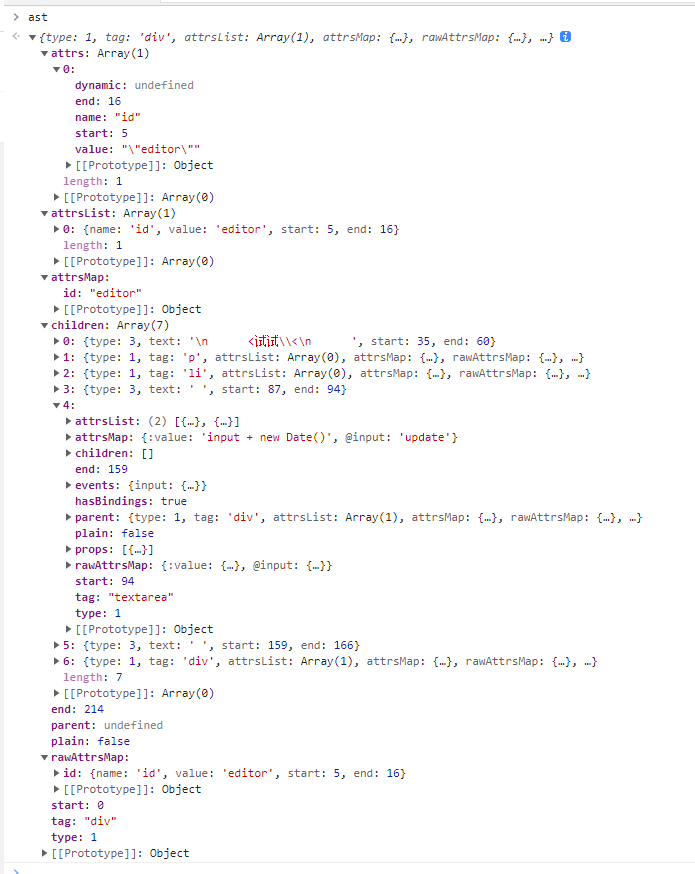 ast
{type: 1, tag: 'div', attrsList: Array(1), attrsMap: {…}, rawAttrsMap: {…}, …}
attrs: Array(1)
0:
dynamic: undefined
end: 16
name: "id"
start: 5
value: "\"editor\""
[[Prototype]]: Object
length: 1
[[Prototype]]: Array(0)
attrsList: Array(1)
0: {name: 'id', value: 'editor', start: 5, end: 16}
length: 1
[[Prototype]]: Array(0)
attrsMap:
id: "editor"
[[Prototype]]: Object
children: Array(7)
0: {type: 3, text: '\n      <试试\\<\n      ', start: 35, end: 60}
1: {type: 1, tag: 'p', attrsList: Array(0), attrsMap: {…}, rawAttrsMap: {…}, …}
2: {type: 1, tag: 'li', attrsList: Array(0), attrsMap: {…}, rawAttrsMap: {…}, …}
3: {type: 3, text: ' ', start: 87, end: 94}
4:
attrsList: (2) [{…}, {…}]
attrsMap: {:value: 'input + new Date()', @input: 'update'}
children: []
end: 159
events: {input: {…}}
hasBindings: true
parent: {type: 1, tag: 'div', attrsList: Array(1), attrsMap: {…}, rawAttrsMap: {…}, …}
plain: false
props: [{…}]
rawAttrsMap: {:value: {…}, @input: {…}}
start: 94
tag: "textarea"
type: 1
[[Prototype]]: Object
5: {type: 3, text: ' ', start: 159, end: 166}
6: {type: 1, tag: 'div', attrsList: Array(1), attrsMap: {…}, rawAttrsMap: {…}, …}
length: 7
[[Prototype]]: Array(0)
end: 214
parent: undefined
plain: false
rawAttrsMap:
id: {name: 'id', value: 'editor', start: 5, end: 16}
[[Prototype]]: Object
start: 0
tag: "div"
type: 1
[[Prototype]]: Object